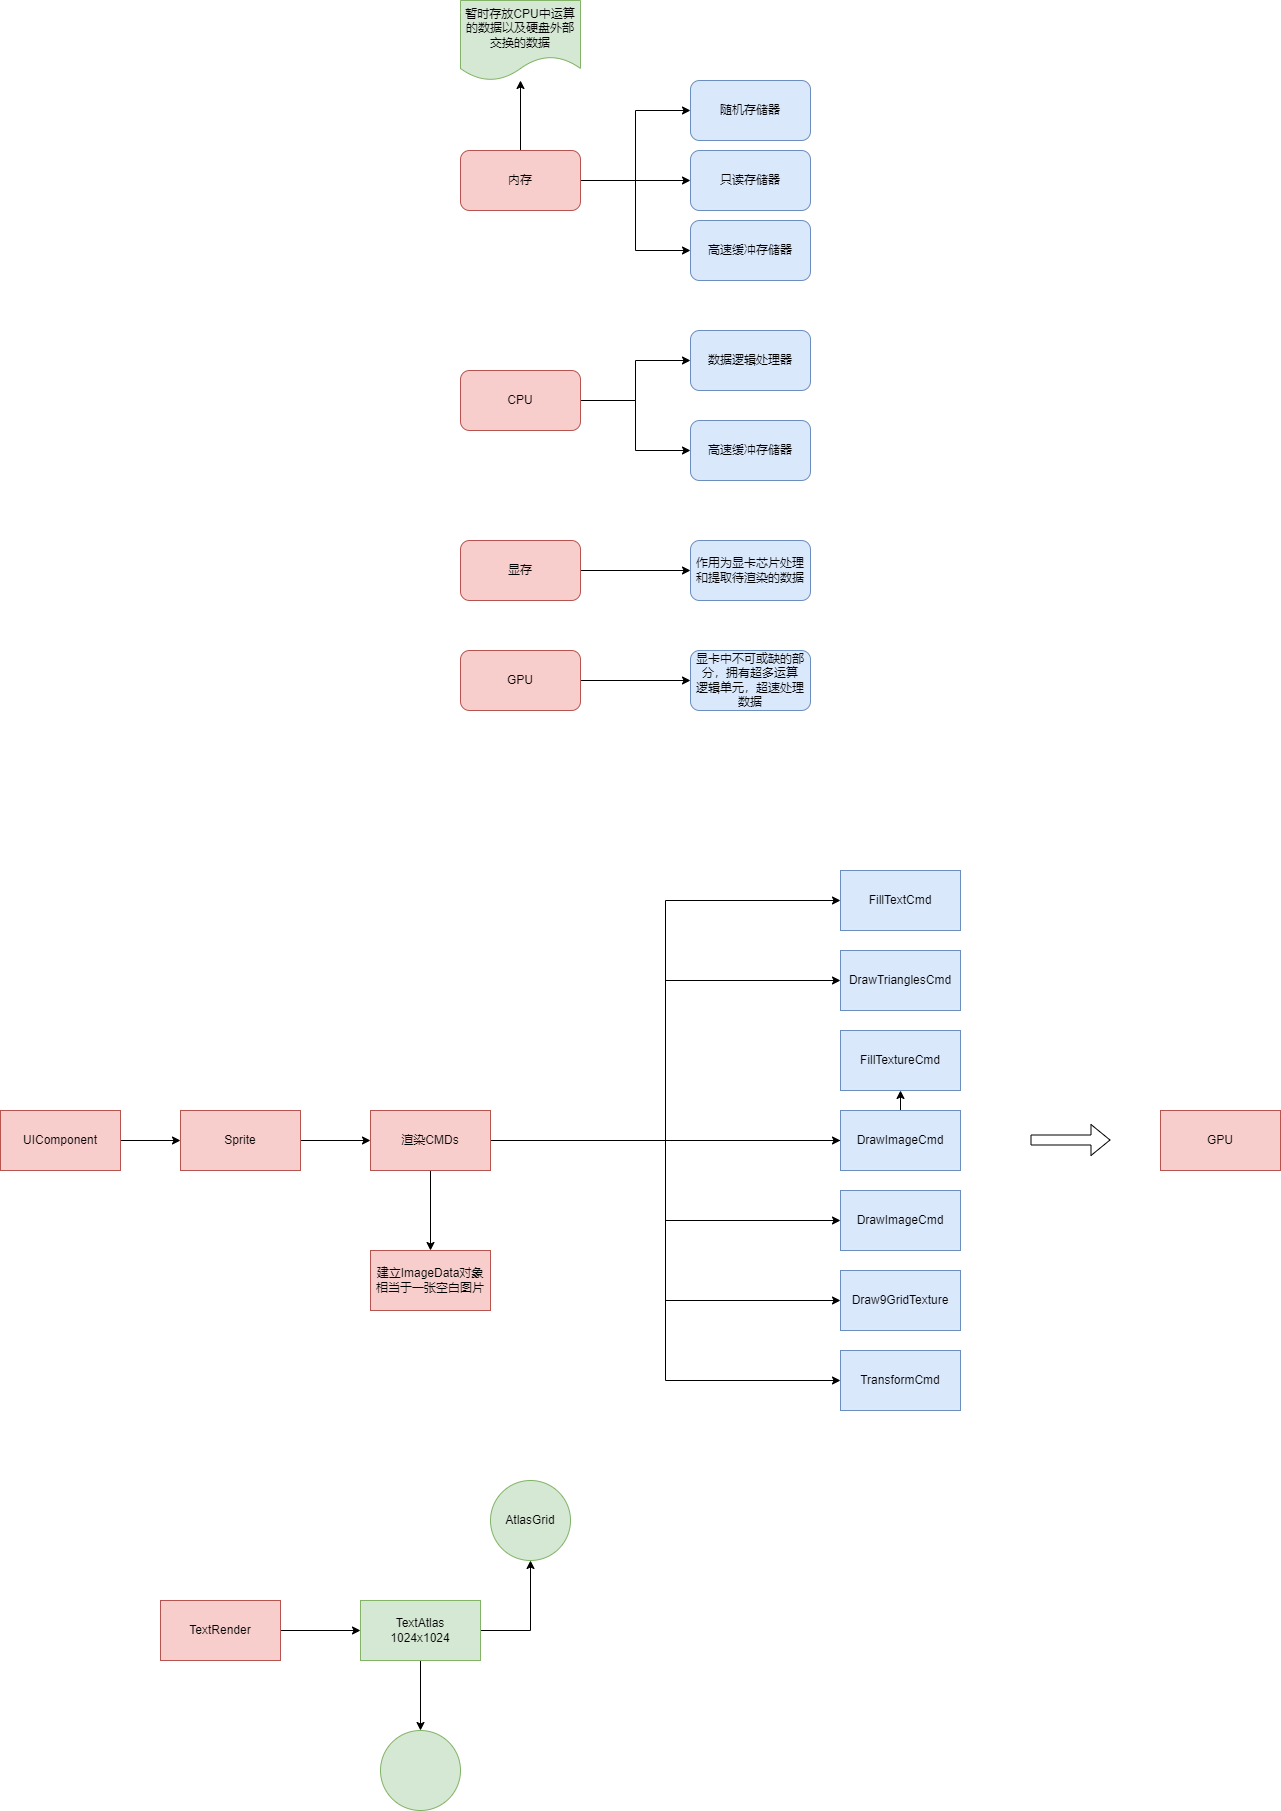 暂时存放CPU中运算
的数据以及硬盘外部
交换的数据
随机存储器
内存
只读存储器
高速缓冲存储器
数据逻辑处理器
CPU
高速缓冲存储器
显存
作用为显卡芯片处理
和提取待渲染的数据
GPU
显卡中不可或缺的部
分，拥有超多运算
逻辑单元，超速处理
数据
FillTextCmd
DrawTrianglesCmd
FillTextureCmd
UIComponent
Sprite
渲染CMDs
DrawImageCmd
GPU
DrawImageCmd
建立ImageData对象
相当于一张空白图片
Draw9GridTexture
TransformCmd
AtlasGrid
TextRender
TextAtlas
1024x1024